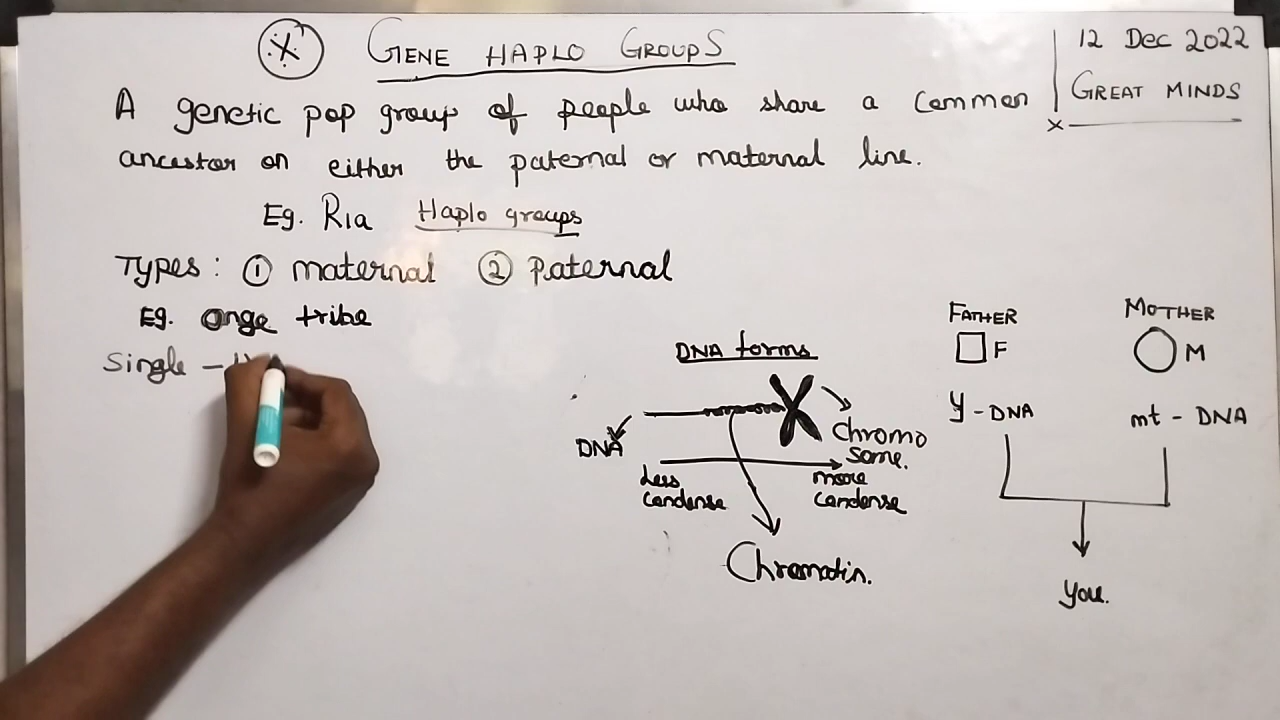 GENE HAPLO GROUPS
12 Dec 2022
GREAT MINDS
A genetic pop group of people who share a common
ancestor on either the paternal or maternal line.
Eg. R1a Haplo groups
TYPES : ① maternal ② Paternal
Eg. Onge tribe
Single -
DNA forms
DNA
Chromo
some.
Less
condense
more
condense
Chromatin.
FATHER
MOTHER
F
M
y - DNA
mt - DNA
you.